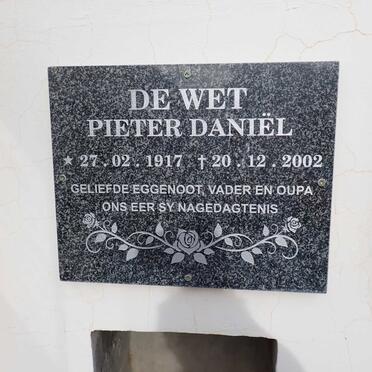 DE WET
PIETER DANIËL
★ 27.02.1917 † 20.12.2002
GELIEFDE EGGENOOT, VADER EN OUPA
ONS EER SY NAGEDAGTENIS